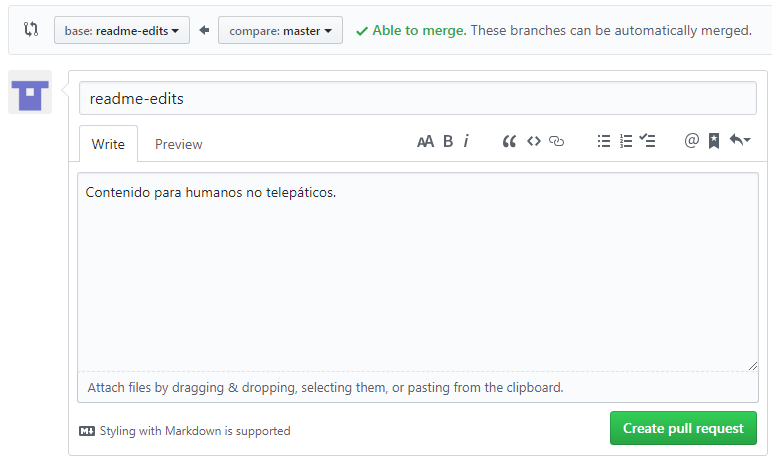 base: readme-edits compare: master Able to merge. These branches can be automatically merged.
readme-edits
Write Preview AA B i @
Contenido para humanos no telepáticos.
Attach files by dragging & dropping, selecting them, or pasting from the clipboard.
Styling with Markdown is supported
Create pull request